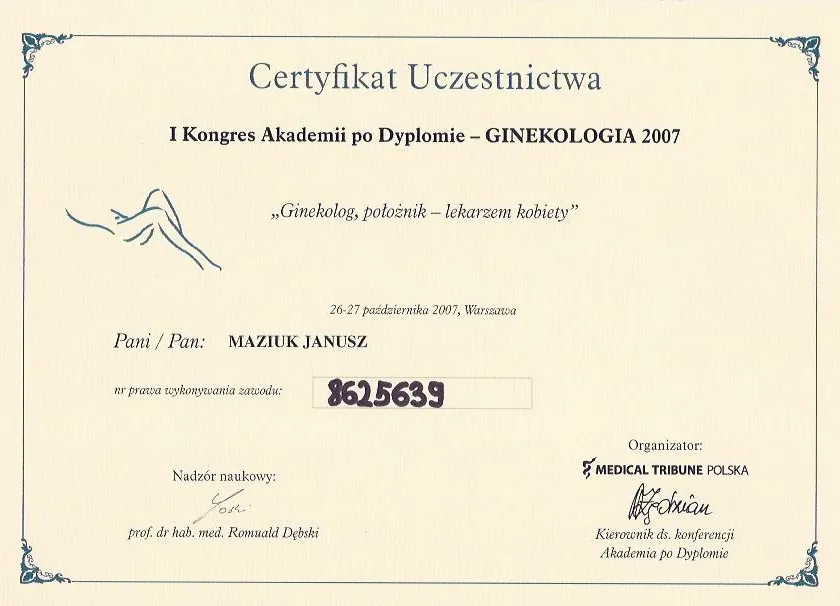 Certyfikat Uczestnictwa
I Kongres Akademii po Dyplomie – GINEKOLOGIA 2007
„Ginekolog, położnik – lekarzem kobiety”
26-27 października 2007, Warszawa
Pani / Pan: MAZIUK JANUSZ
nr prawa wykonywania zawodu: 8625639
Organizator:
MEDICAL TRIBUNE POLSKA
Nadzór naukowy:
prof. dr hab. med. Romuald Dębski
Kierownik ds. konferencji
Akademia po Dyplomie